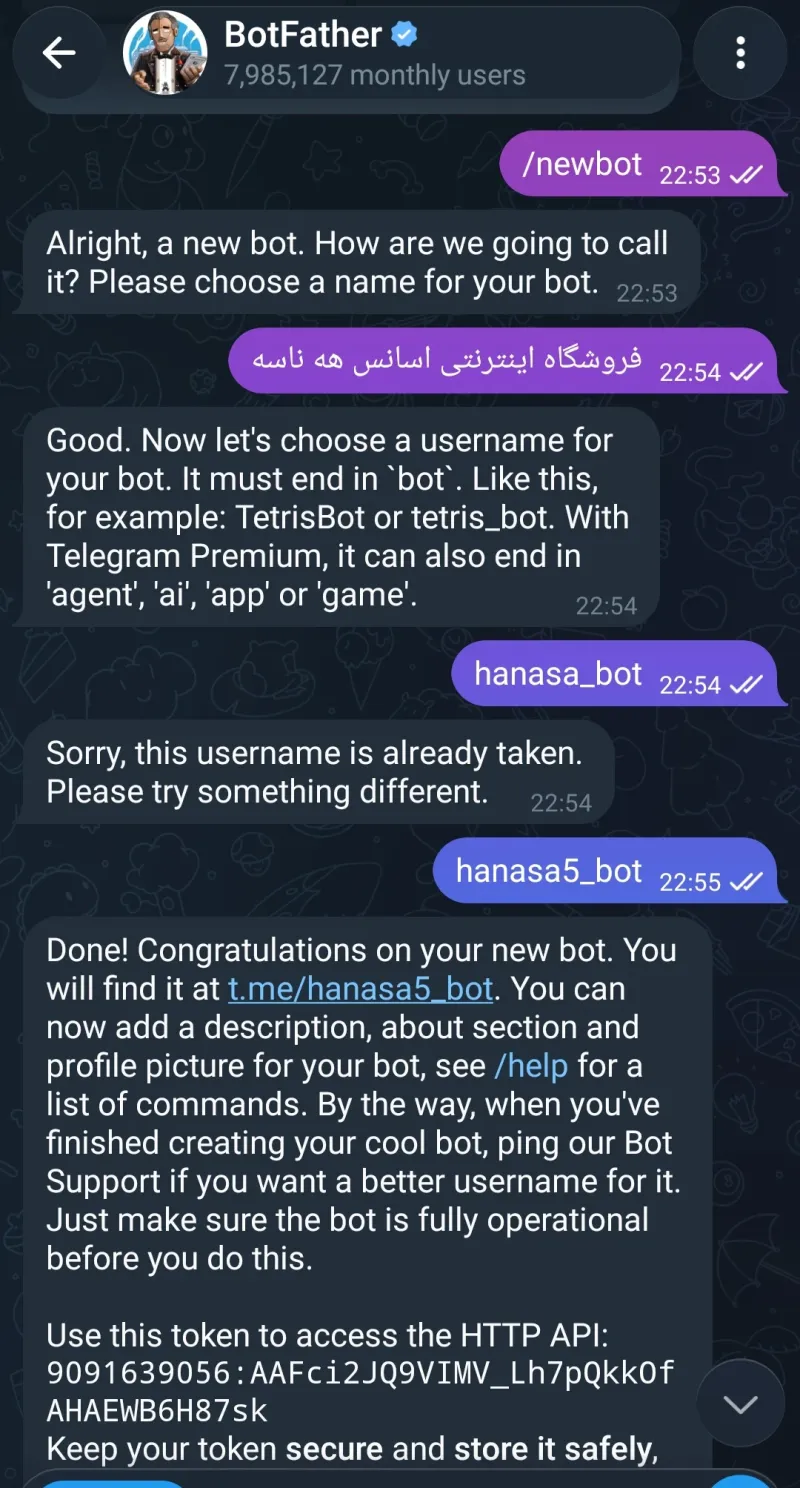 BotFather
7,985,127 monthly users
/newbot 22:53
Alright, a new bot. How are we going to call
it? Please choose a name for your bot. 22:53
فروشگاه اینترنتی اسانس هه ناسه 22:54
Good. Now let's choose a username for
your bot. It must end in `bot`. Like this,
for example: TetrisBot or tetris_bot. With
Telegram Premium, it can also end in
'agent', 'ai', 'app' or 'game'. 22:54
hanasa_bot 22:54
Sorry, this username is already taken.
Please try something different. 22:54
hanasa5_bot 22:55
Done! Congratulations on your new bot. You
will find it at t.me/hanasa5_bot. You can
now add a description, about section and
profile picture for your bot, see /help for a
list of commands. By the way, when you've
finished creating your cool bot, ping our Bot
Support if you want a better username for it.
Just make sure the bot is fully operational
before you do this.
Use this token to access the HTTP API:
9091639056:AAFci2JQ9VIMV_Lh7pQkkOf
AHAEWB6H87sk
Keep your token secure and store it safely,